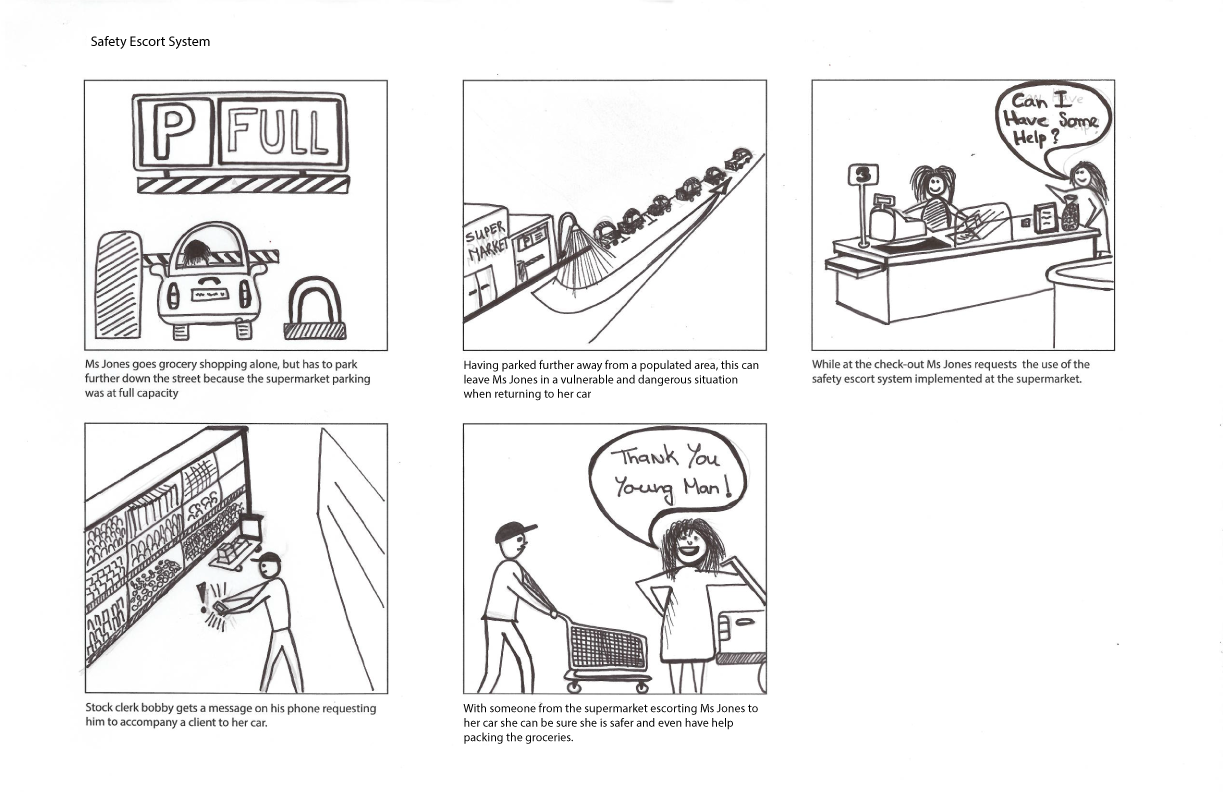 Safety Escort System
P FULL
Ms Jones goes grocery shopping alone, but has to park
further down the street because the supermarket parking
was at full capacity
SUPER
MARKET
P
Having parked further away from a populated area, this can
leave Ms Jones in a vulnerable and dangerous situation
when returning to her car
Can I
Have Some
Help?
3
While at the check-out Ms Jones requests the use of the
safety escort system implemented at the supermarket.
!
Stock clerk bobby gets a message on his phone requesting
him to accompany a client to her car.
Thank You
Young Man!
With someone from the supermarket escorting Ms Jones to
her car she can be sure she is safer and even have help
packing the groceries.